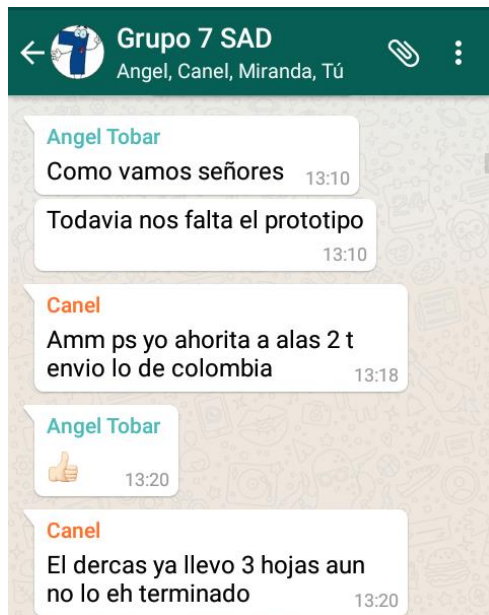 Grupo 7 SAD
Angel, Canel, Miranda, Tú
Angel Tobar
Como vamos señores 13:10
Todavia nos falta el prototipo
13:10
Canel
Amm ps yo ahorita a alas 2 t
envio lo de colombia 13:18
Angel Tobar
13:20
Canel
El dercas ya llevo 3 hojas aun
no lo eh terminado 13:20